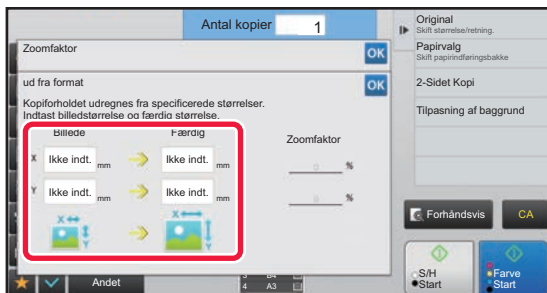 Antal kopier 1
Zoomfaktor OK
ud fra format OK
Kopiforholdet udregnes fra specificerede størrelser.
Indtast billedstørrelse og færdig størrelse.
Billede Færdig Zoomfaktor
X Ikke indt. mm Ikke indt. mm %
Y Ikke indt. mm Ikke indt. mm %
X X
Y Y
Andet
3 B4
4 A3
Original
Skift størrelse/retning.
Papirvalg
Skift papirindføringsbakke
2-Sidet Kopi
Tilpasning af baggrund
Forhåndsvis CA
S/H
Start
Farve
Start